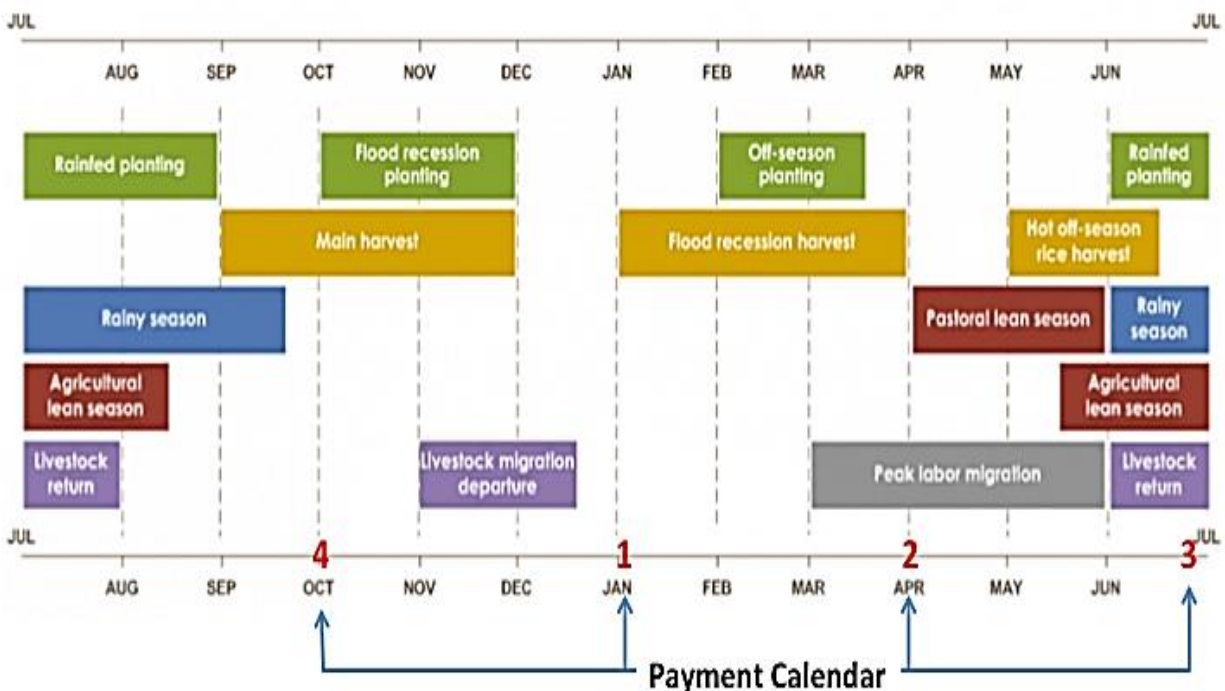 JUL JUL
AUG SEP OCT NOV DEC JAN FEB MAR APR MAY JUN
Rainfed planting
Flood recession
planting
Off-season
planting
Rainfed
planting
Main harvest
Flood recession harvest
Hot off-season
rice harvest
Rainy season
Pastoral lean season
Rainy
season
Agricultural
lean season
Agricultural
lean season
Livestock
return
Livestock migration
departure
Peak labor migration
Livestock
return
JUL JUL
4 1 2 3
AUG SEP OCT NOV DEC JAN FEB MAR APR MAY JUN
Payment Calendar